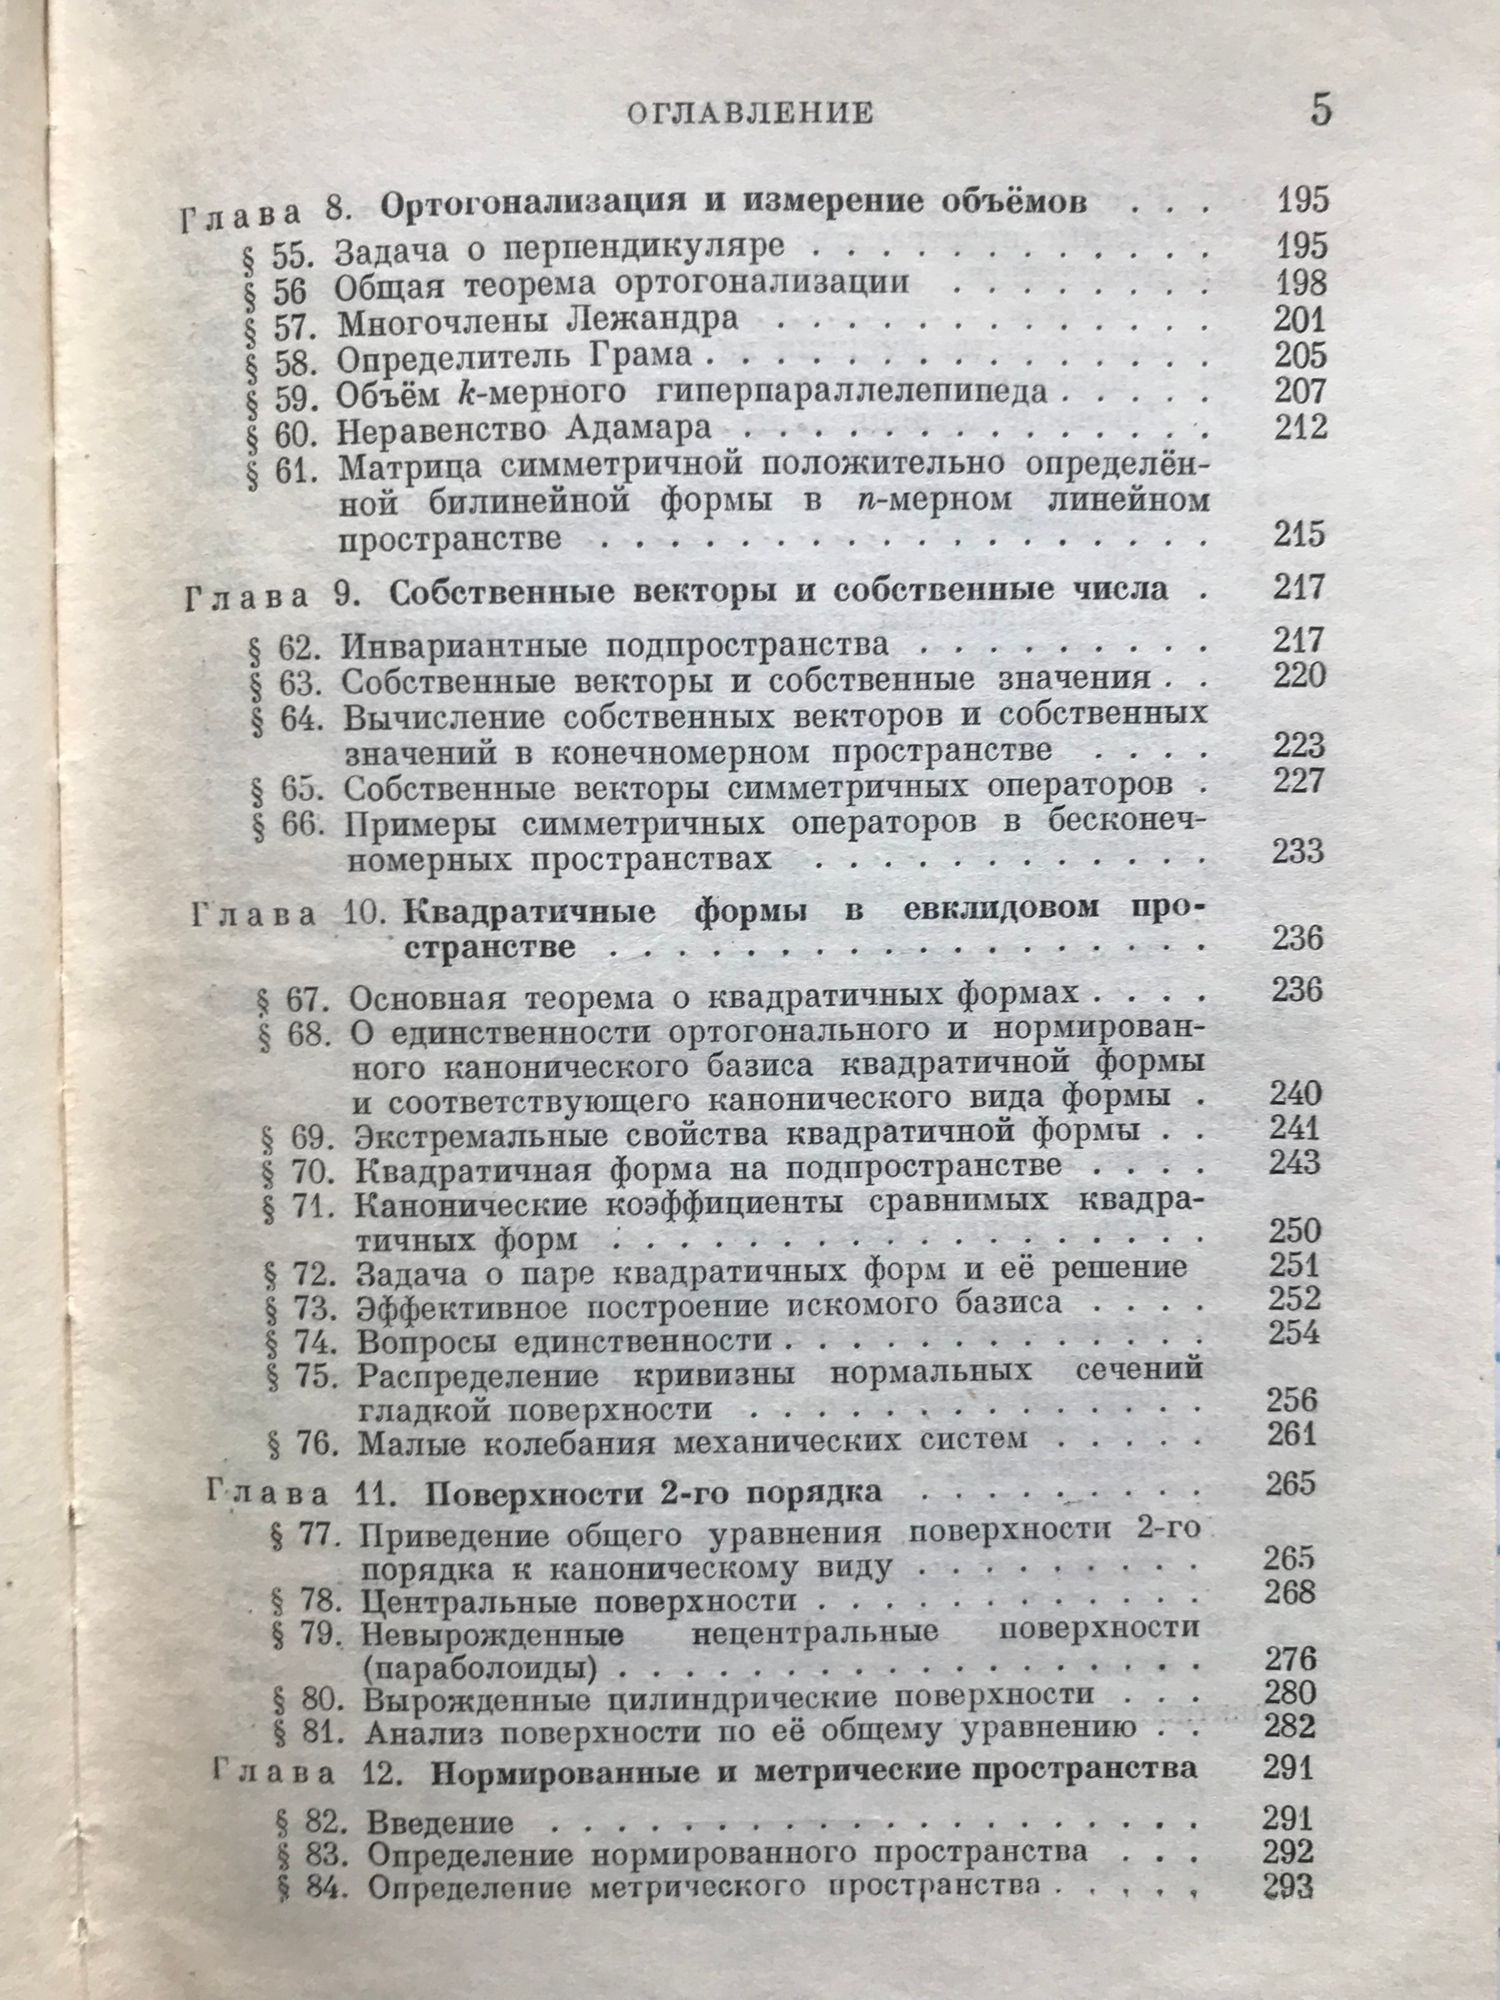 ОГЛАВЛЕНИЕ 5
Глава 8. Ортогонализация и измерение объёмов . . . 195
§ 55. Задача о перпендикуляре . . . . . . . . . . . . 195
§ 56 Общая теорема ортогонализации . . . . . . . . 198
§ 57. Многочлены Лежандра . . . . . . . . . . . . . 201
§ 58. Определитель Грама . . . . . . . . . . . . . . . 205
§ 59. Объём k-мерного гиперпараллелепипеда . . . . . 207
§ 60. Неравенство Адамара . . . . . . . . . . . . . . 212
§ 61. Матрица симметричной положительно определён-
ной билинейной формы в n-мерном линейном
пространстве . . . . . . . . . . . . . . . . . . 215
Глава 9. Собственные векторы и собственные числа . 217
§ 62. Инвариантные подпространства . . . . . . . . . 217
§ 63. Собственные векторы и собственные значения . . 220
§ 64. Вычисление собственных векторов и собственных
значений в конечномерном пространстве . . . . 223
§ 65. Собственные векторы симметричных операторов . 227
§ 66. Примеры симметричных операторов в бесконеч-
номерных пространствах . . . . . . . . . . . . 233
Глава 10. Квадратичные формы в евклидовом про-
странстве . . . . . . . . . . . . . . . . . . 236
§ 67. Основная теорема о квадратичных формах . . . . 236
§ 68. О единственности ортогонального и нормирован-
ного канонического базиса квадратичной формы
и соответствующего канонического вида формы . 240
§ 69. Экстремальные свойства квадратичной формы . . 241
§ 70. Квадратичная форма на подпространстве . . . . 243
§ 71. Канонические коэффициенты сравнимых квадра-
тичных форм . . . . . . . . . . . . . . . . . . 250
§ 72. Задача о паре квадратичных форм и её решение 251
§ 73. Эффективное построение искомого базиса . . . . 252
§ 74. Вопросы единственности . . . . . . . . . . . . . 254
§ 75. Распределение кривизны нормальных сечений
гладкой поверхности . . . . . . . . . . . . . . 256
§ 76. Малые колебания механических систем . . . . . 261
Глава 11. Поверхности 2-го порядка . . . . . . . . . 265
§ 77. Приведение общего уравнения поверхности 2-го
порядка к каноническому виду . . . . . . . . . 265
§ 78. Центральные поверхности . . . . . . . . . . . . 268
§ 79. Невырожденные нецентральные поверхности
(параболоиды) . . . . . . . . . . . . . . . . . . 276
§ 80. Вырожденные цилиндрические поверхности . . . 280
§ 81. Анализ поверхности по её общему уравнению . . 282
Глава 12. Нормированные и метрические пространства 291
§ 82. Введение . . . . . . . . . . . . . . . . . . . 291
§ 83. Определение нормированного пространства . . . 292
§ 84. Определение метрического пространства . . . . . 293